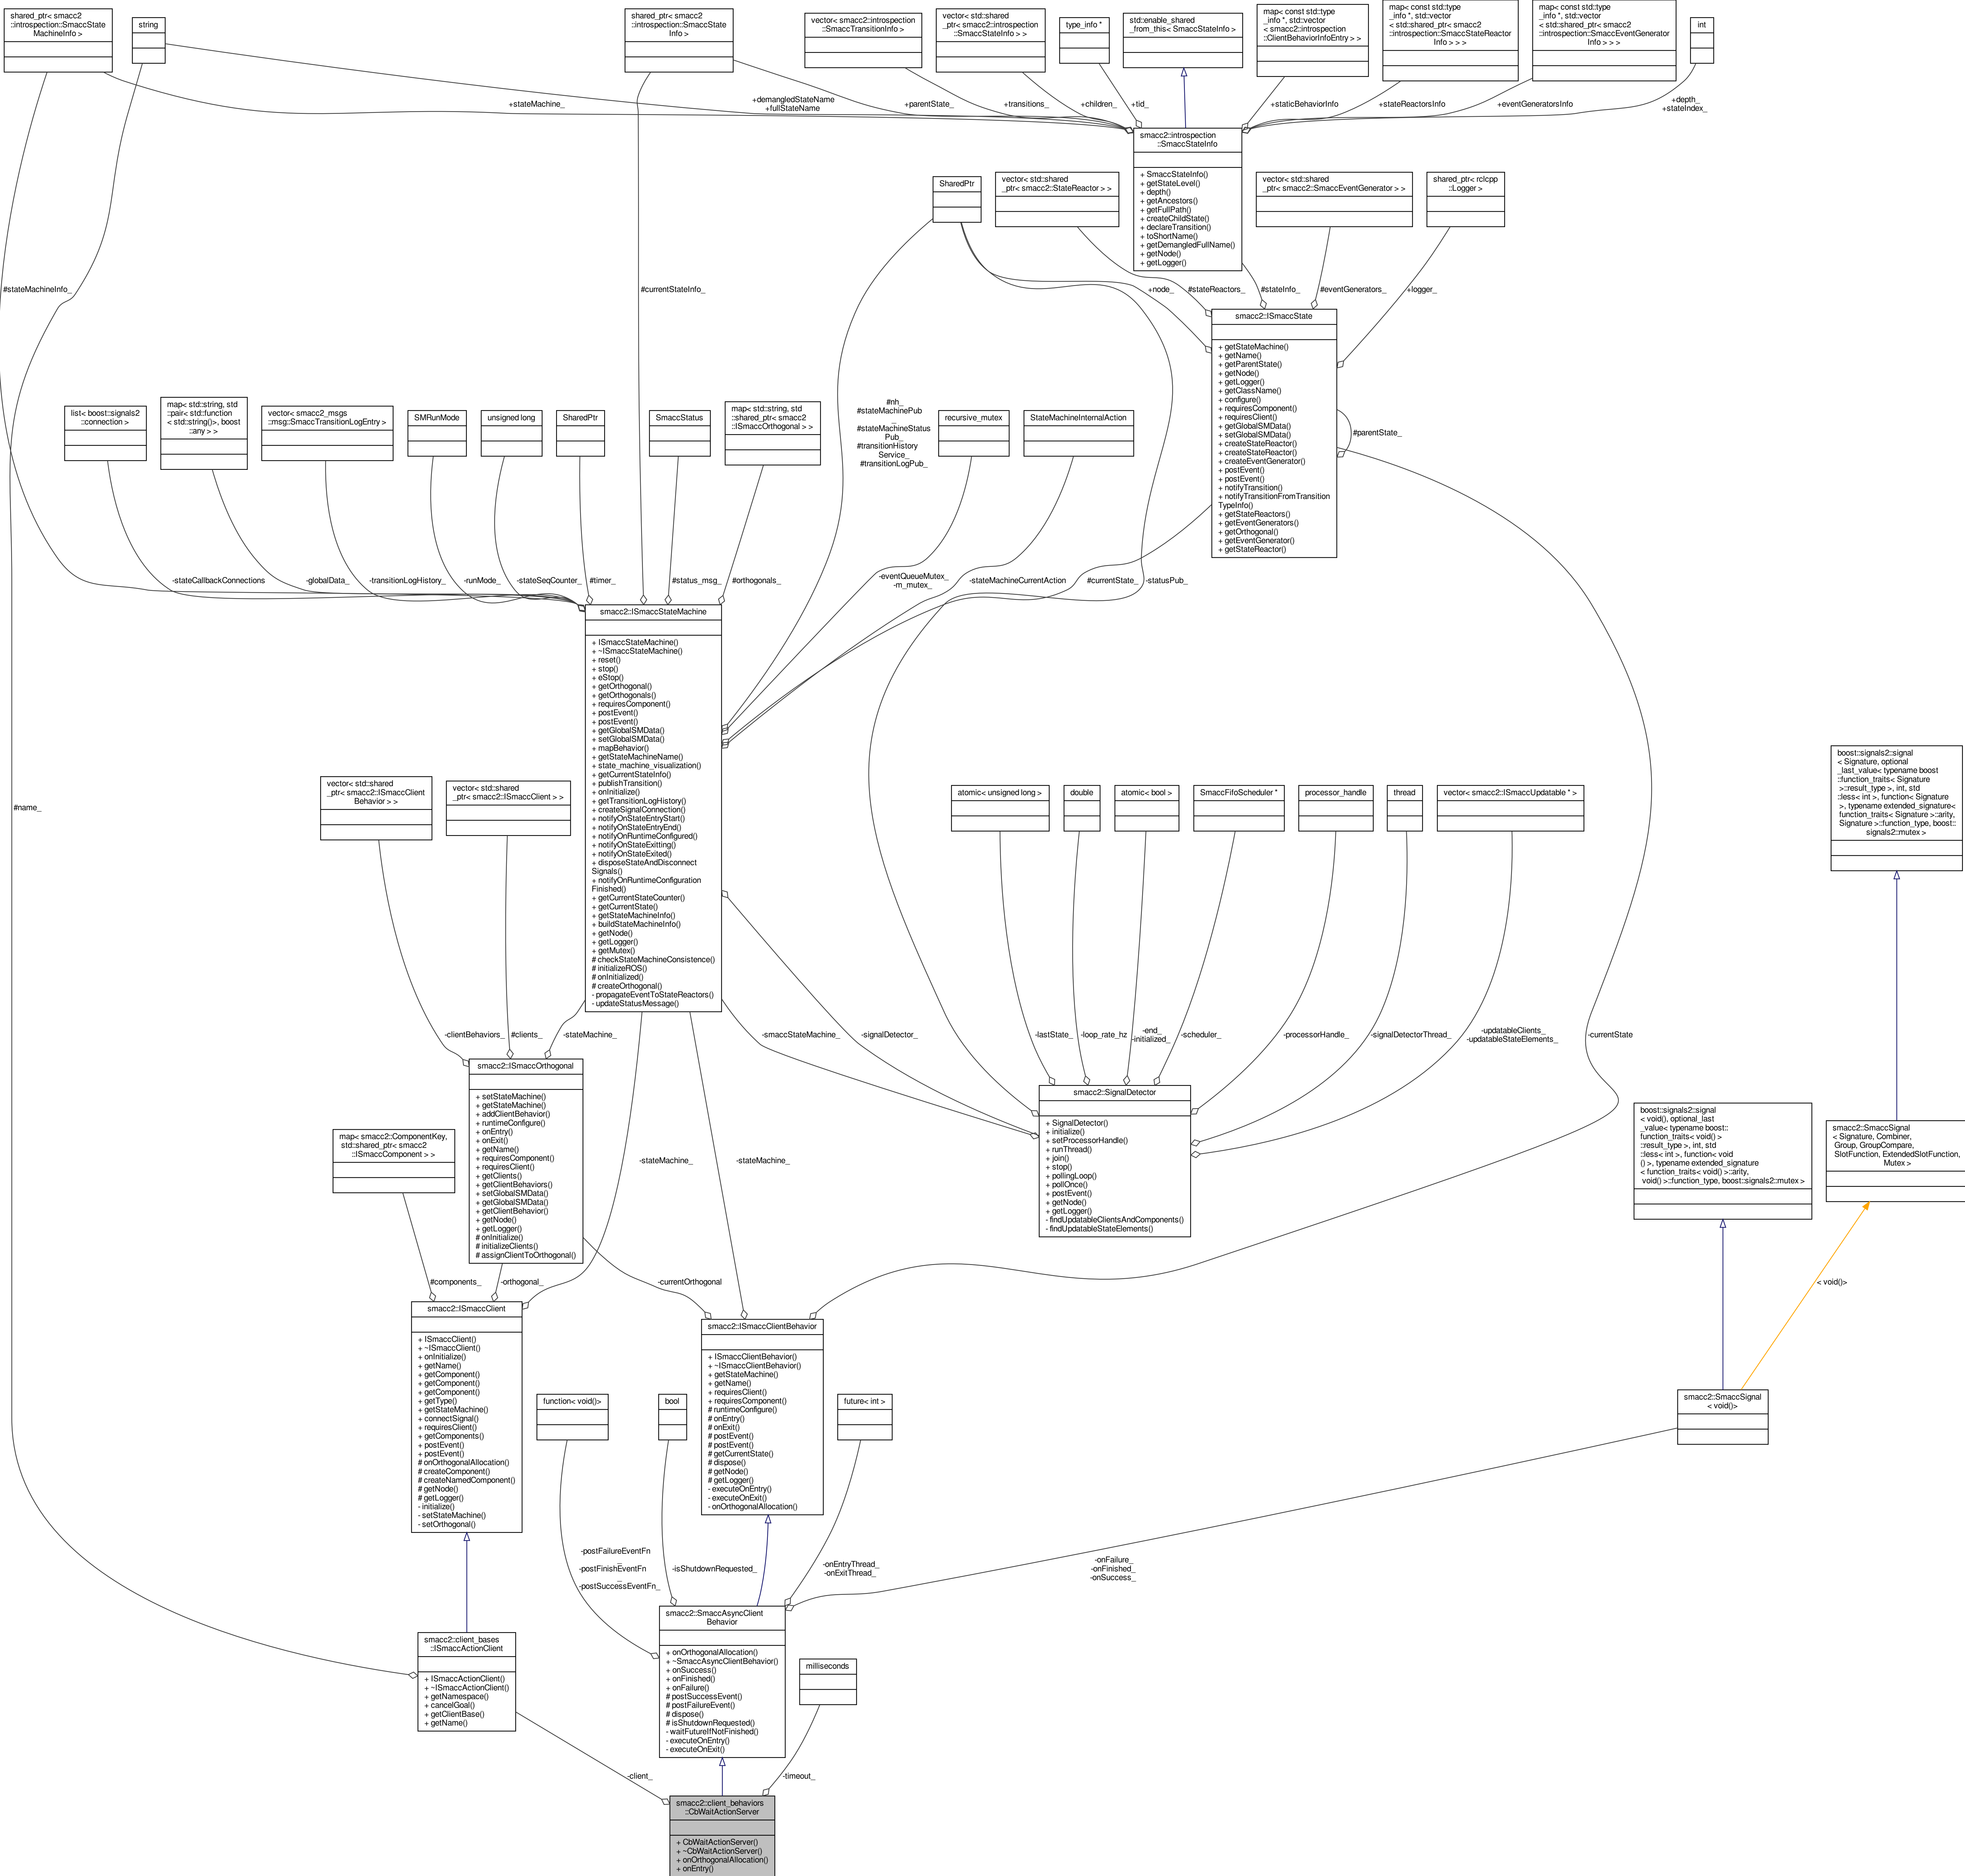 shared_ptr< smacc2
::introspection::SmaccState
MachineInfo >
string
shared_ptr< smacc2
::introspection::SmaccState
Info >
vector< smacc2::introspection
::SmaccTransitionInfo >
vector< std::shared
_ptr< smacc2::introspection
::SmaccStateInfo > >
type_info *
std::enable_shared
_from_this< SmaccStateInfo >
map< const std::type
_info *, std::vector
< smacc2::introspection
::ClientBehaviorInfoEntry > >
map< const std::type
_info *, std::vector
< std::shared_ptr< smacc2
::introspection::SmaccStateReactor
Info > > >
map< const std::type
_info *, std::vector
< std::shared_ptr< smacc2
::introspection::SmaccEventGenerator
Info > > >
int
+stateMachine_
+demangledStateName
+fullStateName
+parentState_
+transitions_
+children_
+tid_
+staticBehaviorInfo
+stateReactorsInfo
+eventGeneratorsInfo
+depth_
+stateIndex_
smacc2::introspection
::SmaccStateInfo
+ SmaccStateInfo()
+ getStateLevel()
+ depth()
+ getAncestors()
+ getFullPath()
+ createChildState()
+ declareTransition()
+ toShortName()
+ getDemangledFullName()
+ getNode()
+ getLogger()
SharedPtr
vector< std::shared
_ptr< smacc2::StateReactor > >
vector< std::shared
_ptr< smacc2::SmaccEventGenerator > >
shared_ptr< rclcpp
::Logger >
#stateMachineInfo_
#currentStateInfo_
+node_
#stateReactors_
#stateInfo_
#eventGenerators_
+logger_
smacc2::ISmaccState
+ getStateMachine()
+ getName()
+ getParentState()
+ getNode()
+ getLogger()
+ getClassName()
+ configure()
+ requiresComponent()
+ requiresClient()
+ getGlobalSMData()
+ setGlobalSMData()
+ createStateReactor()
+ createStateReactor()
+ createEventGenerator()
+ postEvent()
+ postEvent()
+ notifyTransition()
+ notifyTransitionFromTransition
TypeInfo()
+ getStateReactors()
+ getEventGenerators()
+ getOrthogonal()
+ getEventGenerator()
+ getStateReactor()
#parentState_
list< boost::signals2
::connection >
map< std::string, std
::pair< std::function
< std::string()>, boost
::any > >
vector< smacc2_msgs
::msg::SmaccTransitionLogEntry >
SMRunMode
unsigned long
SharedPtr
SmaccStatus
map< std::string, std
::shared_ptr< smacc2
::ISmaccOrthogonal > >
#nh_
#stateMachinePub
_
#stateMachineStatus
Pub_
#transitionHistory
Service_
#transitionLogPub_
recursive_mutex
StateMachineInternalAction
-stateCallbackConnections
-globalData_
-transitionLogHistory_
-runMode_
-stateSeqCounter_
#timer_
#status_msg_
#orthogonals_
-eventQueueMutex_
-m_mutex_
-stateMachineCurrentAction
#currentState_
-statusPub_
smacc2::ISmaccStateMachine
+ ISmaccStateMachine()
+ ~ISmaccStateMachine()
+ reset()
+ stop()
+ eStop()
+ getOrthogonal()
+ getOrthogonals()
+ requiresComponent()
+ postEvent()
+ postEvent()
+ getGlobalSMData()
+ setGlobalSMData()
+ mapBehavior()
+ getStateMachineName()
+ state_machine_visualization()
+ getCurrentStateInfo()
+ publishTransition()
+ onInitialize()
+ getTransitionLogHistory()
+ createSignalConnection()
+ notifyOnStateEntryStart()
+ notifyOnStateEntryEnd()
+ notifyOnRuntimeConfigured()
+ notifyOnStateExitting()
+ notifyOnStateExited()
+ disposeStateAndDisconnect
Signals()
+ notifyOnRuntimeConfiguration
Finished()
+ getCurrentStateCounter()
+ getCurrentState()
+ getStateMachineInfo()
+ buildStateMachineInfo()
+ getNode()
+ getLogger()
+ getMutex()
# checkStateMachineConsistence()
# initializeROS()
# onInitialized()
# createOrthogonal()
- propagateEventToStateReactors()
- updateStatusMessage()
#name_
vector< std::shared
_ptr< smacc2::ISmaccClient
Behavior > >
vector< std::shared
_ptr< smacc2::ISmaccClient > >
atomic< unsigned long >
double
atomic< bool >
SmaccFifoScheduler *
processor_handle
thread
vector< smacc2::ISmaccUpdatable * >
boost::signals2::signal
< Signature, optional
_last_value< typename boost
::function_traits< Signature
>::result_type >, int, std
::less< int >, function< Signature
>, typename extended_signature<
function_traits< Signature >::arity,
Signature >::function_type, boost::
signals2::mutex >
-clientBehaviors_
#clients_
-stateMachine_
-smaccStateMachine_
-signalDetector_
-lastState_
-loop_rate_hz
-end_
-initialized_
-scheduler_
-processorHandle_
-signalDetectorThread_
-updatableClients_
-updatableStateElements_
-currentState
smacc2::ISmaccOrthogonal
+ setStateMachine()
+ getStateMachine()
+ addClientBehavior()
+ runtimeConfigure()
+ onEntry()
+ onExit()
+ getName()
+ requiresComponent()
+ requiresClient()
+ getClients()
+ getClientBehaviors()
+ setGlobalSMData()
+ getGlobalSMData()
+ getClientBehavior()
+ getNode()
+ getLogger()
# onInitialize()
# initializeClients()
# assignClientToOrthogonal()
smacc2::SignalDetector
+ SignalDetector()
+ initialize()
+ setProcessorHandle()
+ runThread()
+ join()
+ stop()
+ pollingLoop()
+ pollOnce()
+ postEvent()
+ getNode()
+ getLogger()
- findUpdatableClientsAndComponents()
- findUpdatableStateElements()
boost::signals2::signal
< void(), optional_last
_value< typename boost::
function_traits< void() >
::result_type >, int, std
::less< int >, function< void
() >, typename extended_signature
< function_traits< void() >::arity,
void() >::function_type, boost::signals2::mutex >
smacc2::SmaccSignal
< Signature, Combiner,
Group, GroupCompare,
SlotFunction, ExtendedSlotFunction,
Mutex >
map< smacc2::ComponentKey,
std::shared_ptr< smacc2
::ISmaccComponent > >
-stateMachine_
-stateMachine_
#components_
-orthogonal_
-currentOrthogonal
< void()>
smacc2::ISmaccClient
+ ISmaccClient()
+ ~ISmaccClient()
+ onInitialize()
+ getName()
+ getComponent()
+ getComponent()
+ getComponent()
+ getType()
+ getStateMachine()
+ connectSignal()
+ requiresClient()
+ getComponents()
+ postEvent()
+ postEvent()
# onOrthogonalAllocation()
# createComponent()
# createNamedComponent()
# getNode()
# getLogger()
- initialize()
- setStateMachine()
- setOrthogonal()
smacc2::ISmaccClientBehavior
+ ISmaccClientBehavior()
+ ~ISmaccClientBehavior()
+ getStateMachine()
+ getName()
+ requiresClient()
+ requiresComponent()
# runtimeConfigure()
# onEntry()
# onExit()
# postEvent()
# postEvent()
# getCurrentState()
# dispose()
# getNode()
# getLogger()
- executeOnEntry()
- executeOnExit()
- onOrthogonalAllocation()
function< void()>
bool
future< int >
smacc2::SmaccSignal
< void()>
-postFailureEventFn
_
-postFinishEventFn
_
-postSuccessEventFn_
-isShutdownRequested_
-onEntryThread_
-onExitThread_
-onFailure_
-onFinished_
-onSuccess_
smacc2::client_bases
::ISmaccActionClient
+ ISmaccActionClient()
+ ~ISmaccActionClient()
+ getNamespace()
+ cancelGoal()
+ getClientBase()
+ getName()
smacc2::SmaccAsyncClient
Behavior
+ onOrthogonalAllocation()
+ ~SmaccAsyncClientBehavior()
+ onSuccess()
+ onFinished()
+ onFailure()
# postSuccessEvent()
# postFailureEvent()
# dispose()
# isShutdownRequested()
- waitFutureIfNotFinished()
- executeOnEntry()
- executeOnExit()
milliseconds
-client_
-timeout_
smacc2::client_behaviors
::CbWaitActionServer
+ CbWaitActionServer()
+ ~CbWaitActionServer()
+ onOrthogonalAllocation()
+ onEntry()